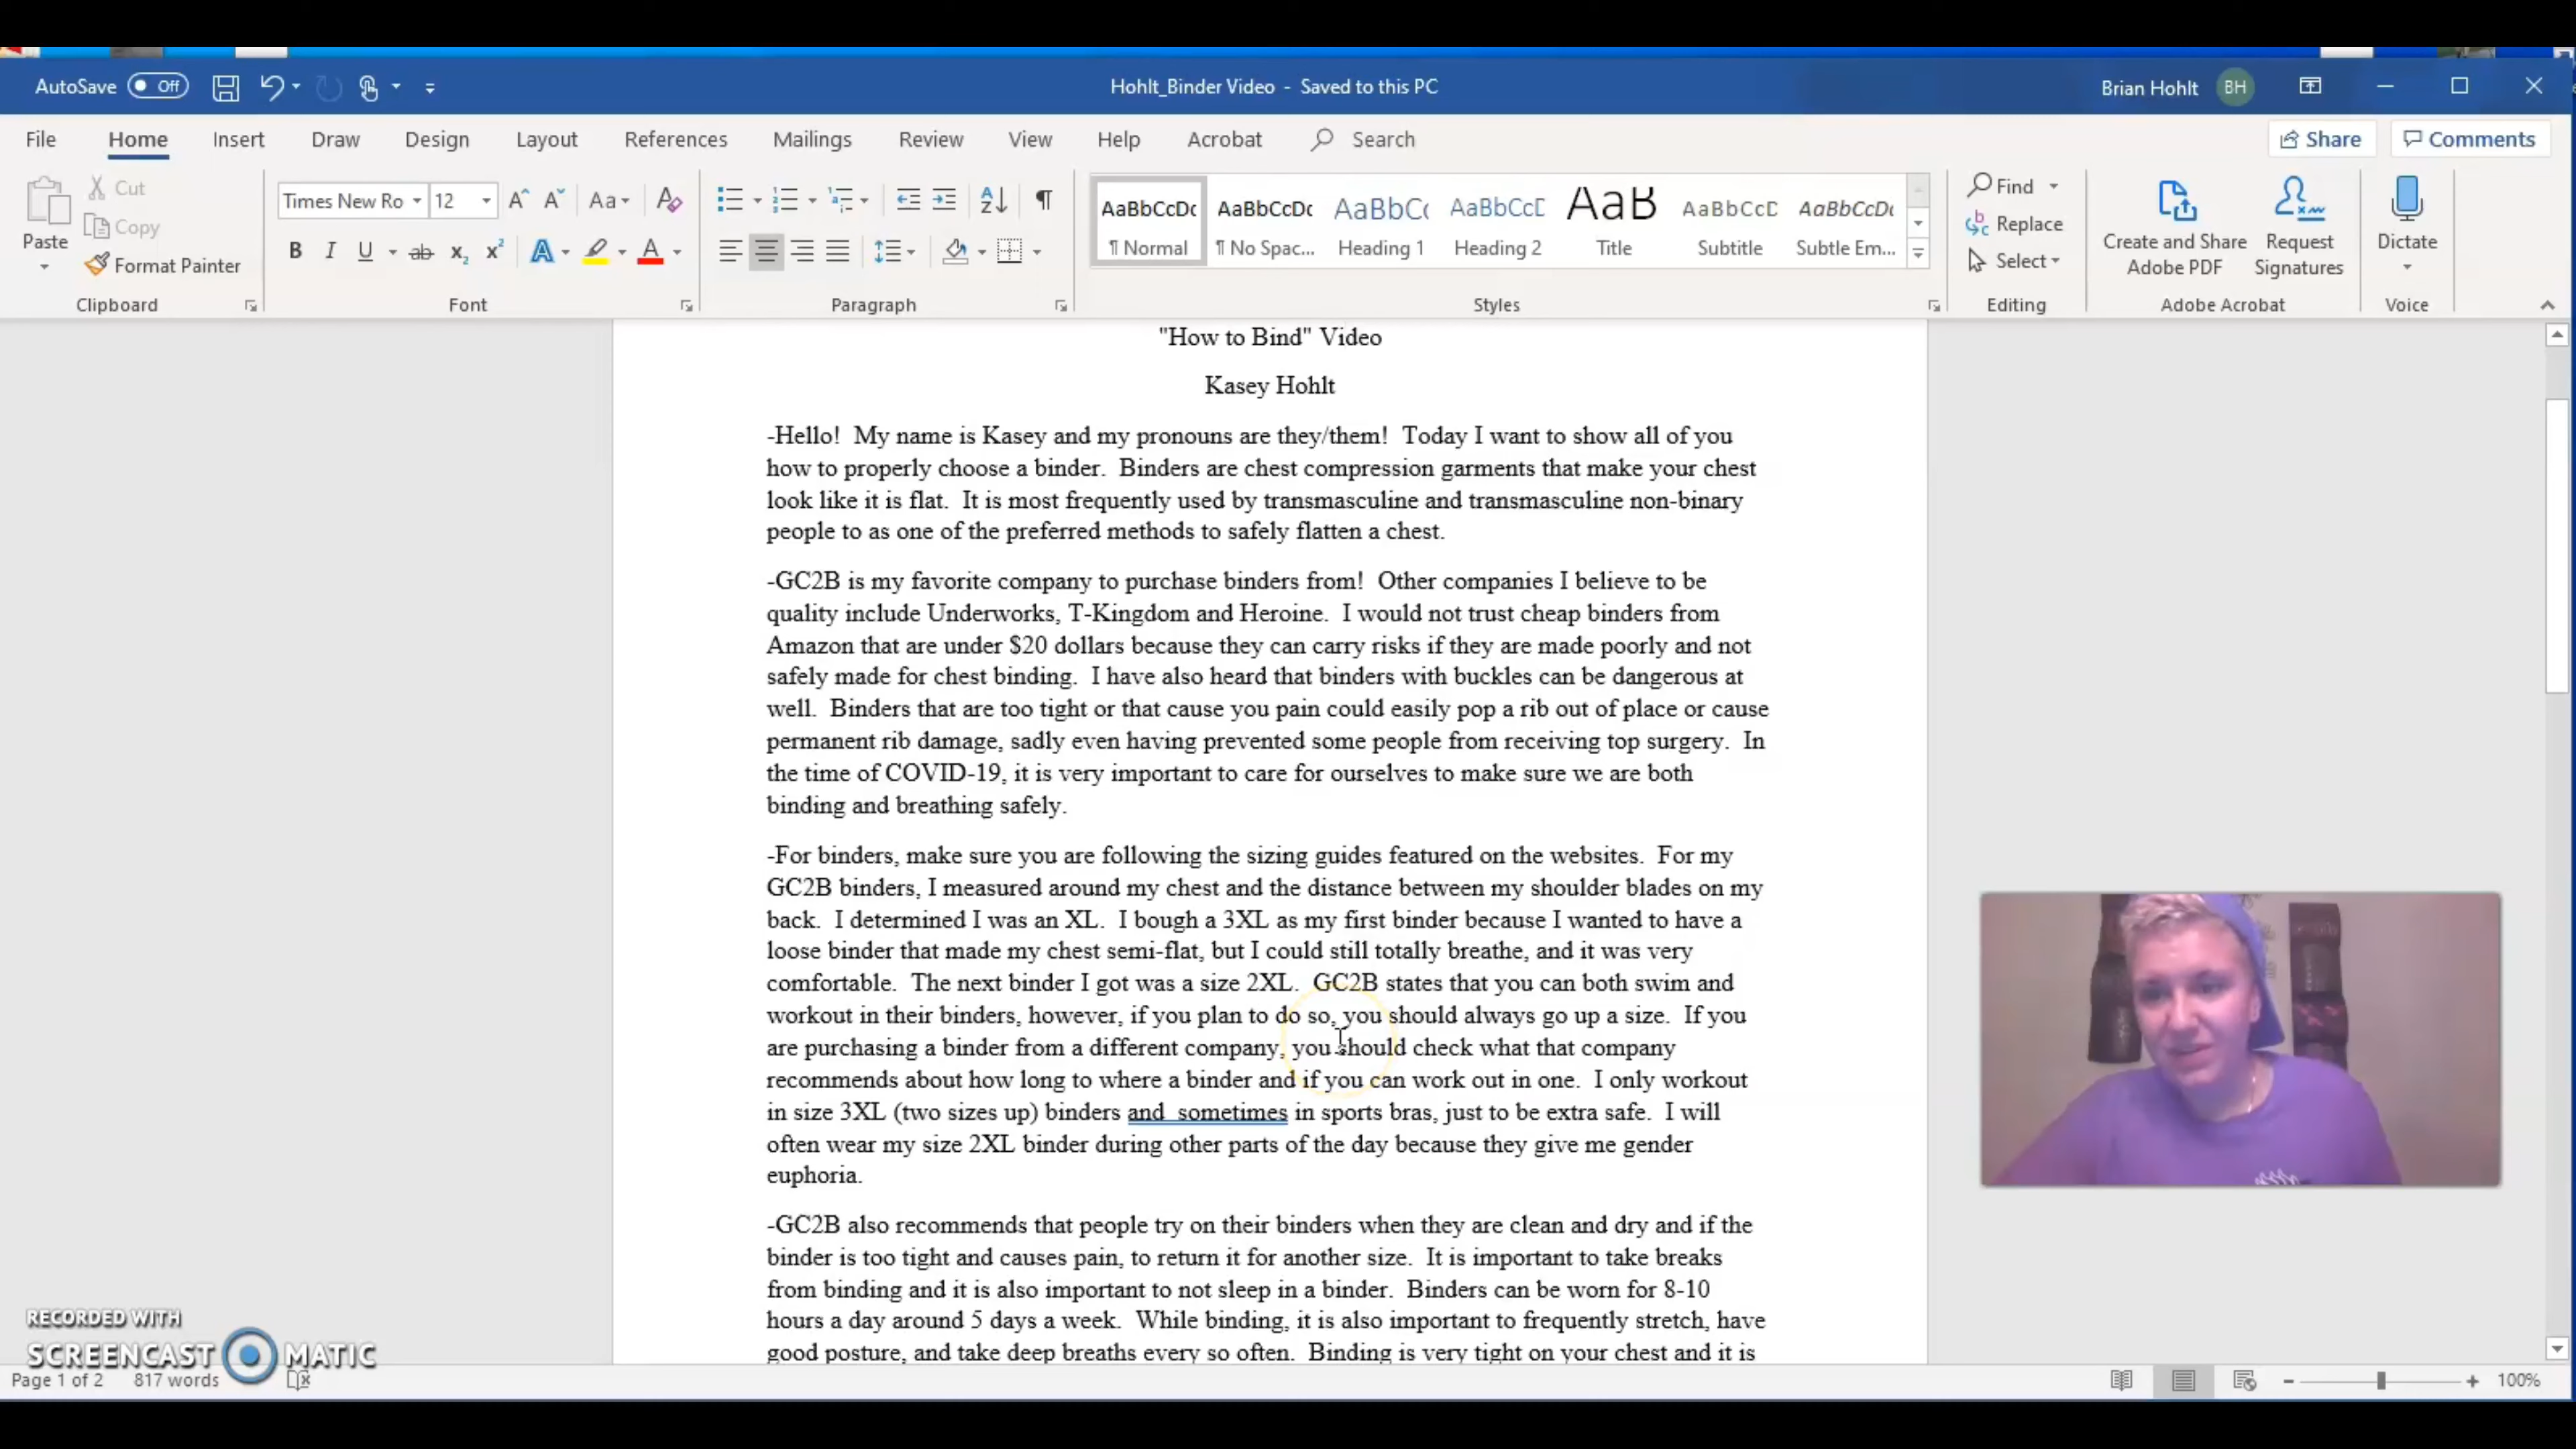 AutoSave Off
Hohlt_Binder Video - Saved to this PC
Brian Hohlt BH
File Home Insert Draw Design Layout References Mailings Review View Help Acrobat Search
Share Comments
Paste
Cut
Copy
Format Painter
Clipboard
Times New Ro 12
Font
Paragraph
AaBbCcDc AaBbCcDc AaBbC( AaBbCcC AaB AaBbCcD AaBbCcDc
¶ Normal ¶ No Spac... Heading 1 Heading 2 Title Subtitle Subtle Em...
Styles
Find
Replace
Select
Editing
Create and Share
Adobe PDF
Request
Signatures
Adobe Acrobat
Dictate
Voice
"How to Bind" Video
Kasey Hohlt
-Hello!  My name is Kasey and my pronouns are they/them!  Today I want to show all of you
how to properly choose a binder.  Binders are chest compression garments that make your chest
look like it is flat.  It is most frequently used by transmasculine and transmasculine non-binary
people to as one of the preferred methods to safely flatten a chest.
-GC2B is my favorite company to purchase binders from!  Other companies I believe to be
quality include Underworks, T-Kingdom and Heroine.  I would not trust cheap binders from
Amazon that are under $20 dollars because they can carry risks if they are made poorly and not
safely made for chest binding.  I have also heard that binders with buckles can be dangerous at
well.  Binders that are too tight or that cause you pain could easily pop a rib out of place or cause
permanent rib damage, sadly even having prevented some people from receiving top surgery.  In
the time of COVID-19, it is very important to care for ourselves to make sure we are both
binding and breathing safely.
-For binders, make sure you are following the sizing guides featured on the websites.  For my
GC2B binders, I measured around my chest and the distance between my shoulder blades on my
back.  I determined I was an XL.  I bough a 3XL as my first binder because I wanted to have a
loose binder that made my chest semi-flat, but I could still totally breathe, and it was very
comfortable.  The next binder I got was a size 2XL.  GC2B states that you can both swim and
workout in their binders, however, if you plan to do so, you should always go up a size.  If you
are purchasing a binder from a different company, you should check what that company
recommends about how long to where a binder and if you can work out in one.  I only workout
in size 3XL (two sizes up) binders and  sometimes in sports bras, just to be extra safe.  I will
often wear my size 2XL binder during other parts of the day because they give me gender
euphoria.
-GC2B also recommends that people try on their binders when they are clean and dry and if the
binder is too tight and causes pain, to return it for another size.  It is important to take breaks
from binding and it is also important to not sleep in a binder.  Binders can be worn for 8-10
hours a day around 5 days a week.  While binding, it is also important to frequently stretch, have
good posture, and take deep breaths every so often.  Binding is very tight on your chest and it is
RECORDED WITH
SCREENCAST MATIC
Page 1 of 2 817 words
100%